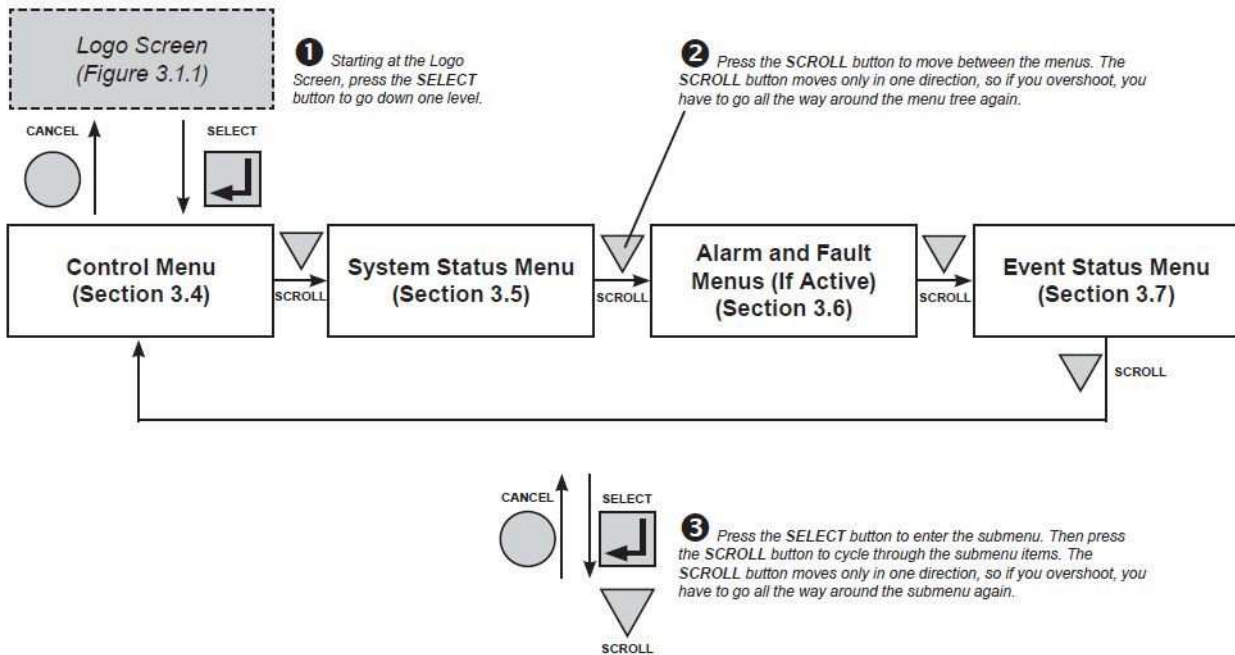 Logo Screen
(Figure 3.1.1)
❶ Starting at the Logo
Screen, press the SELECT
button to go down one level.
❷ Press the SCROLL button to move between the menus. The
SCROLL button moves only in one direction, so if you overshoot, you
have to go all the way around the menu tree again.
CANCEL
SELECT
Control Menu
(Section 3.4)
SCROLL
System Status Menu
(Section 3.5)
SCROLL
Alarm and Fault
Menus (If Active)
(Section 3.6)
SCROLL
Event Status Menu
(Section 3.7)
SCROLL
CANCEL
SELECT
SCROLL
❸ Press the SELECT button to enter the submenu. Then press
the SCROLL button to cycle through the submenu items. The
SCROLL button moves only in one direction, so if you overshoot, you
have to go all the way around the submenu again.